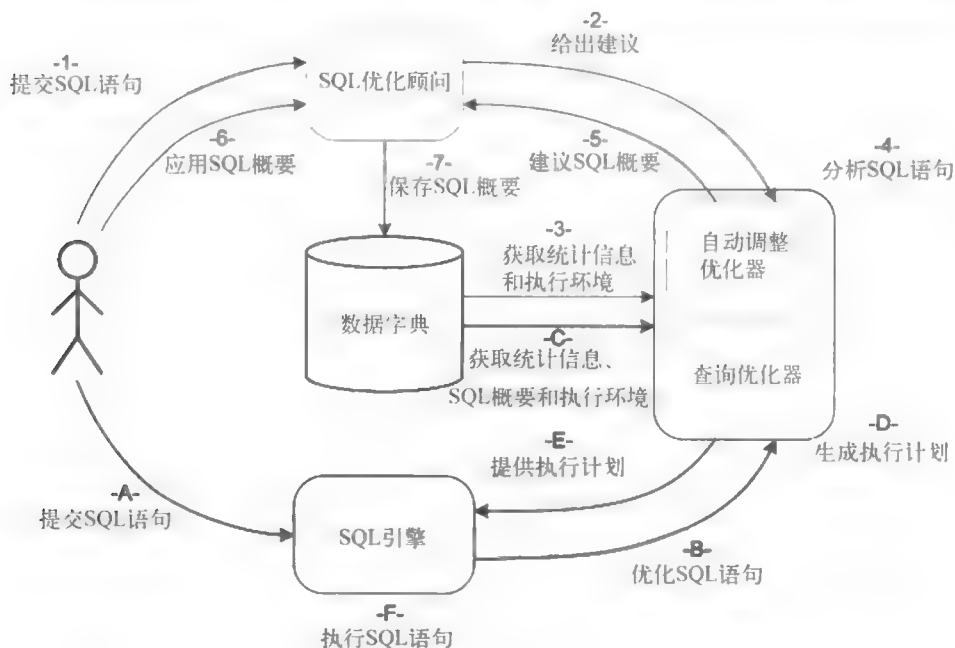 -1-
提交SQL语句
SQL优化顾问
-2-
给出建议
-6-
应用SQL概要
-7-
保存SQL概要
-5-
建议SQL概要
-4-
分析SQL语句
-3-
获取统计信息
和执行环境
自动调整
优化器
数据字典
-C-
获取统计信息、
SQL概要和执行环境
查询优化器
-D-
生成执行计划
-E-
提供执行计划
-A-
提交SQL语句
SQL引擎
-B-
优化SQL语句
-F-
执行SQL语句